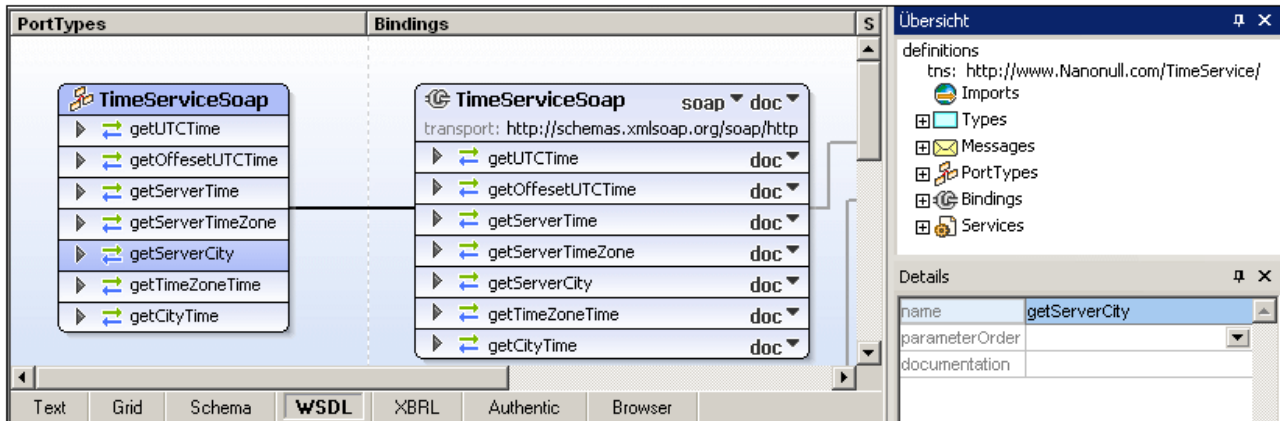 PortTypes
Bindings
S
TimeServiceSoap
getUTCTime
getOffesetUTCTime
getServerTime
getServerTimeZone
getServerCity
getTimeZoneTime
getCityTime
TimeServiceSoap soap doc
transport: http://schemas.xmlsoap.org/soap/http
getUTCTime doc
getOffesetUTCTime doc
getServerTime doc
getServerTimeZone doc
getServerCity doc
getTimeZoneTime doc
getCityTime doc
Text Grid Schema WSDL XBRL Authentic Browser
Übersicht
definitions
tns: http://www.Nanonull.com/TimeService/
Imports
Types
Messages
PortTypes
Bindings
Services
Details
name getServerCity
parameterOrder
documentation